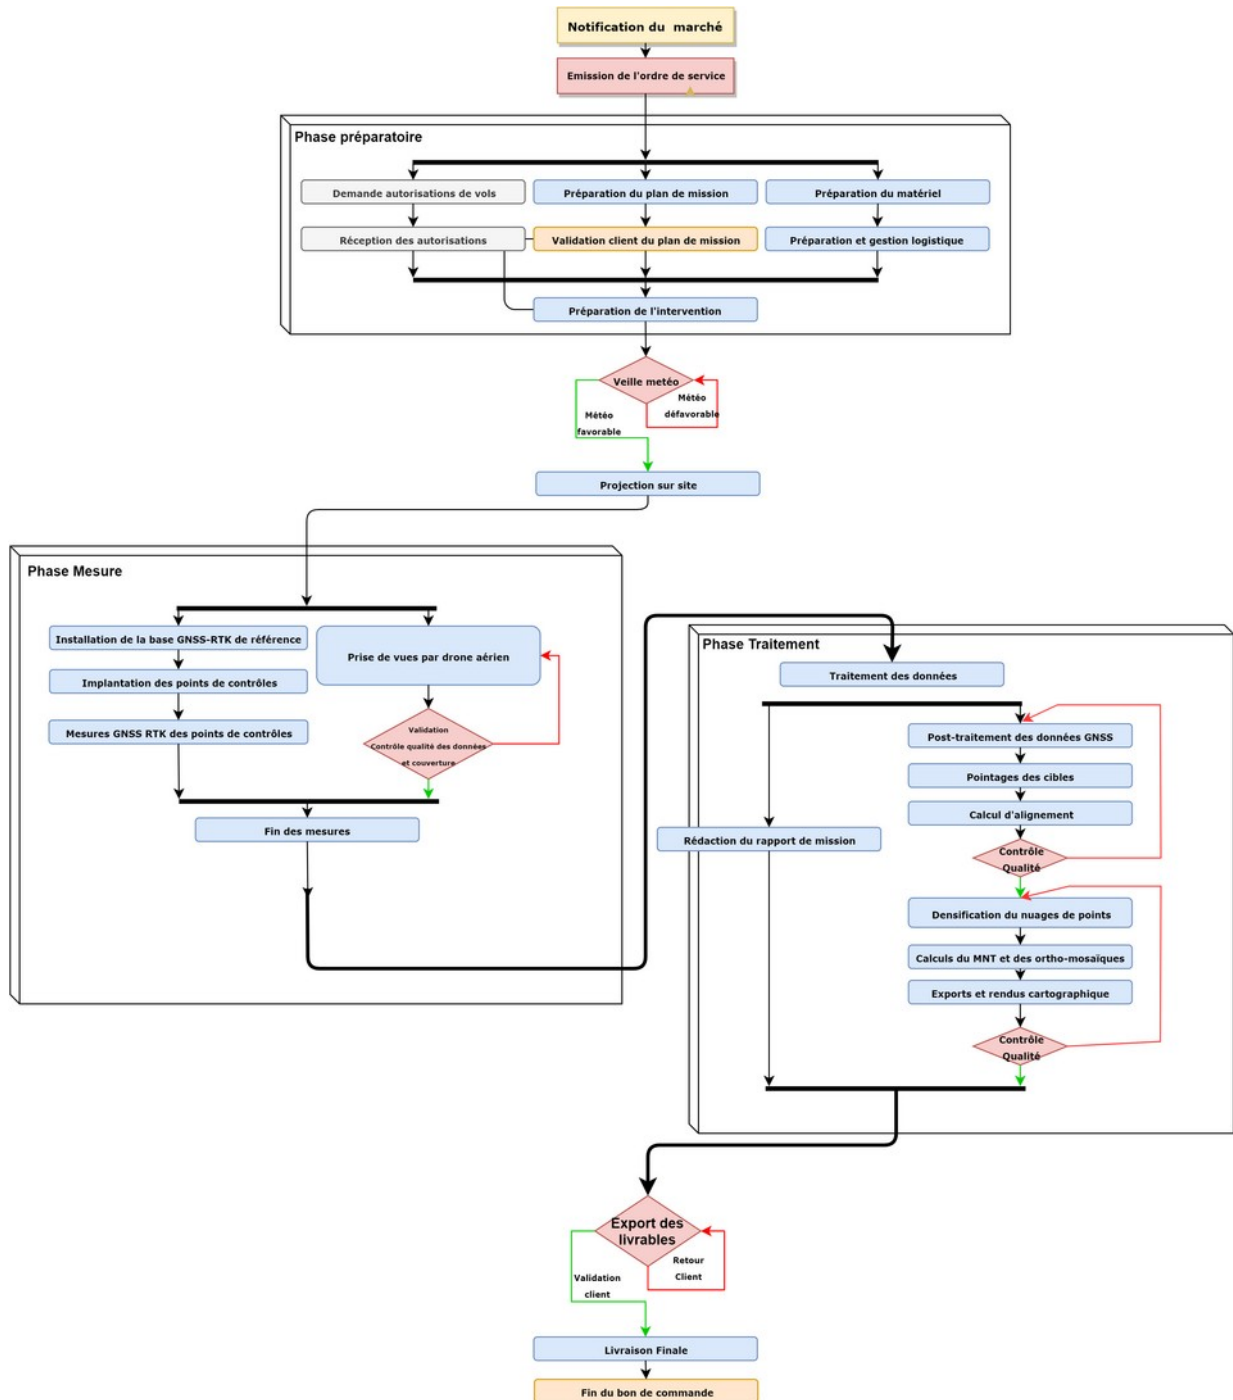 Notification du marché
Emission de l'ordre de service
Phase préparatoire
Demande autorisations de vols
Préparation du plan de mission
Préparation du matériel
Réception des autorisations
Validation client du plan de mission
Préparation et gestion logistique
Préparation de l'intervention
Veille metéo
Météo
défavorable
Météo
favorable
Projection sur site
Phase Mesure
Installation de la base GNSS-RTK de référence
Implantation des points de contrôles
Mesures GNSS RTK des points de contrôles
Prise de vues par drone aérien
Validation
Contrôle qualité des données
et couverture
Fin des mesures
Phase Traitement
Traitement des données
Rédaction du rapport de mission
Post-traitement des données GNSS
Pointages des cibles
Calcul d'alignement
Contrôle
Qualité
Densification du nuages de points
Calculs du MNT et des ortho-mosaïques
Exports et rendus cartographique
Contrôle
Qualité
Export des
livrables
Retour
Client
Validation
client
Livraison Finale
Fin du bon de commande